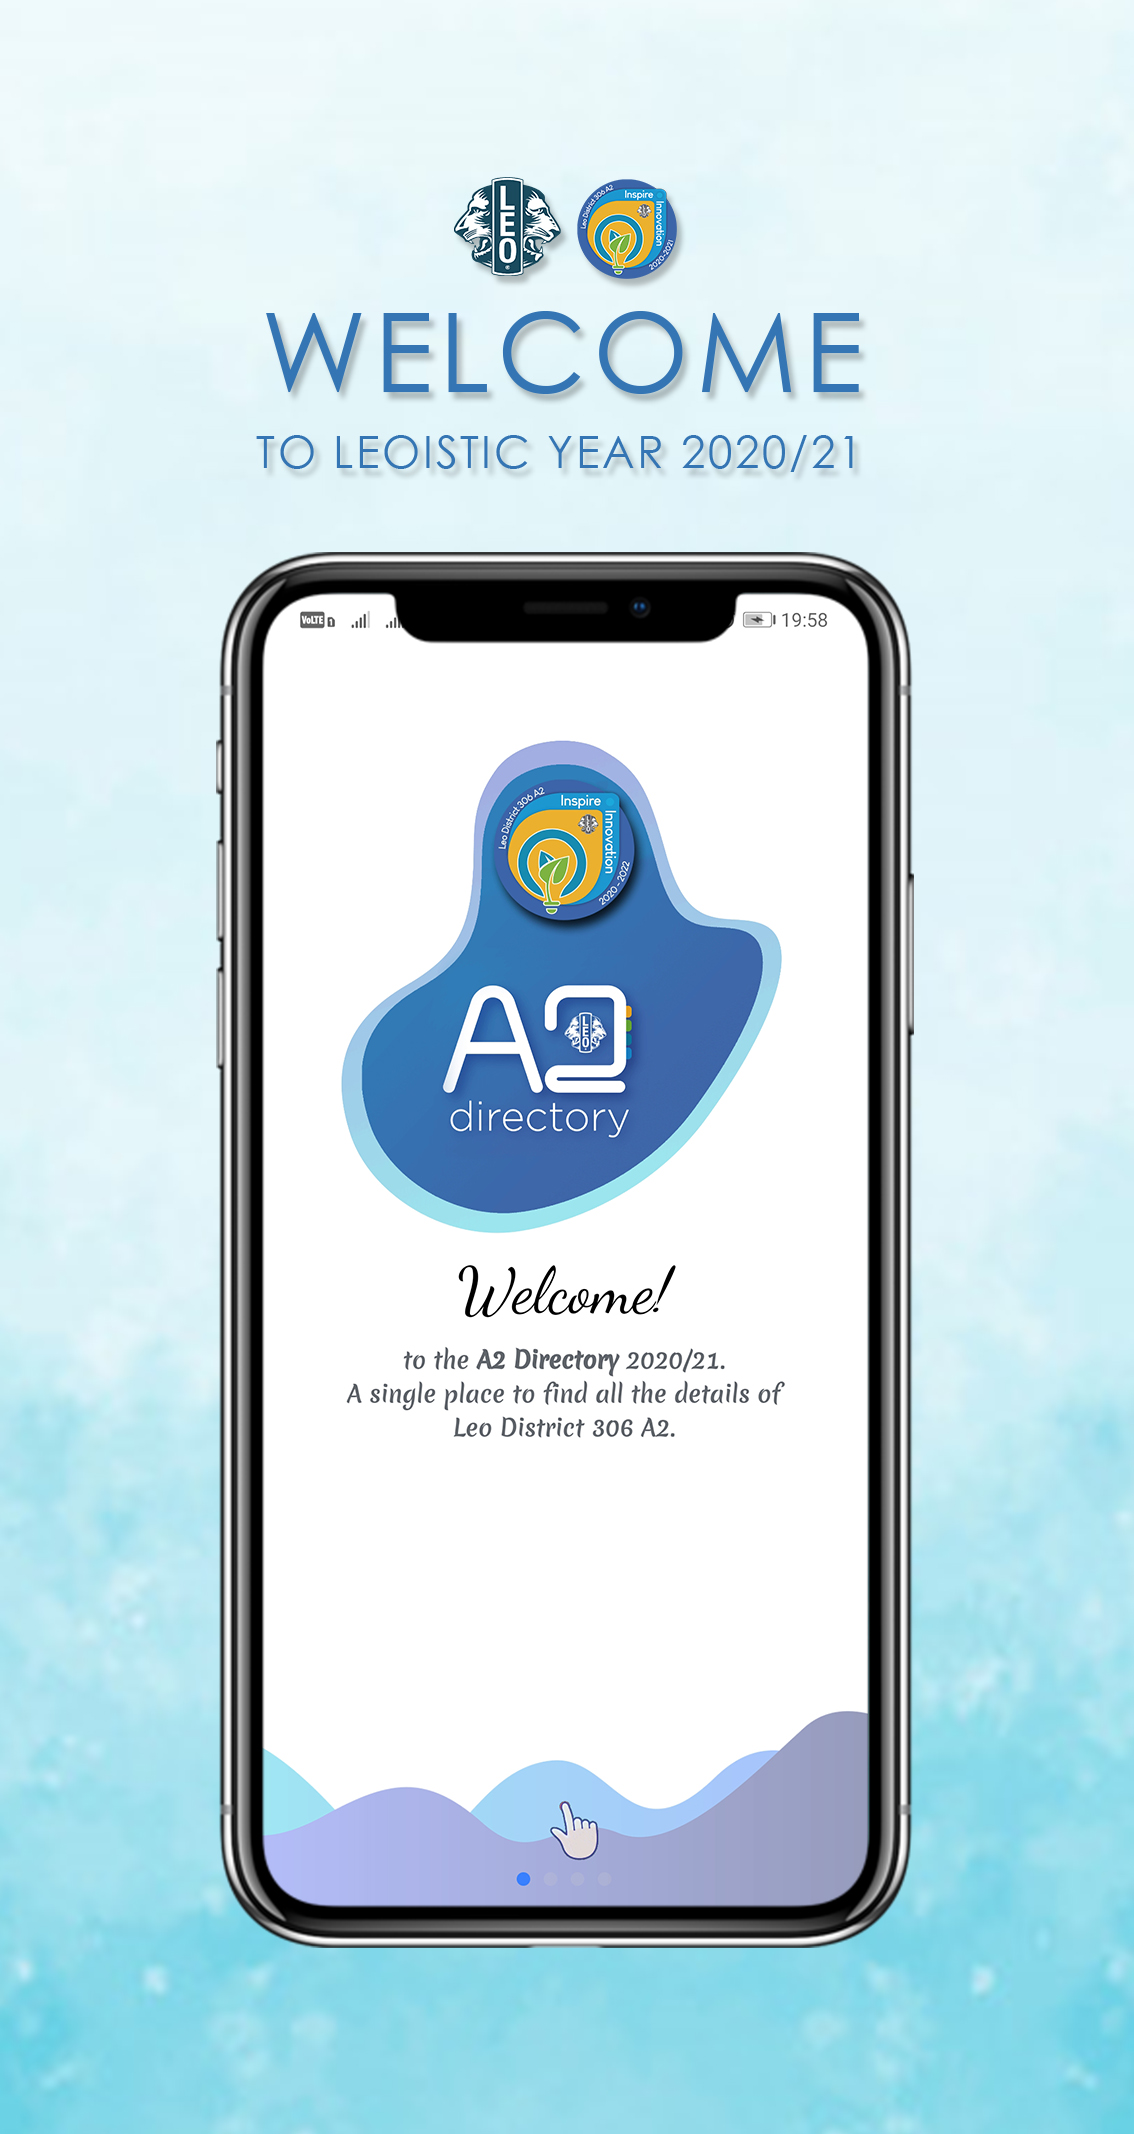 LEO
Leo District 306 A2
Inspire
Innovation
2020-2021
WELCOME
TO LEOISTIC YEAR 2020/21
VoLTE
19:58
Leo District 306 A2
Inspire
Innovation
2020 - 2022
A2
LEO
directory
Welcome!
to the A2 Directory 2020/21.
A single place to find all the details of
Leo District 306 A2.